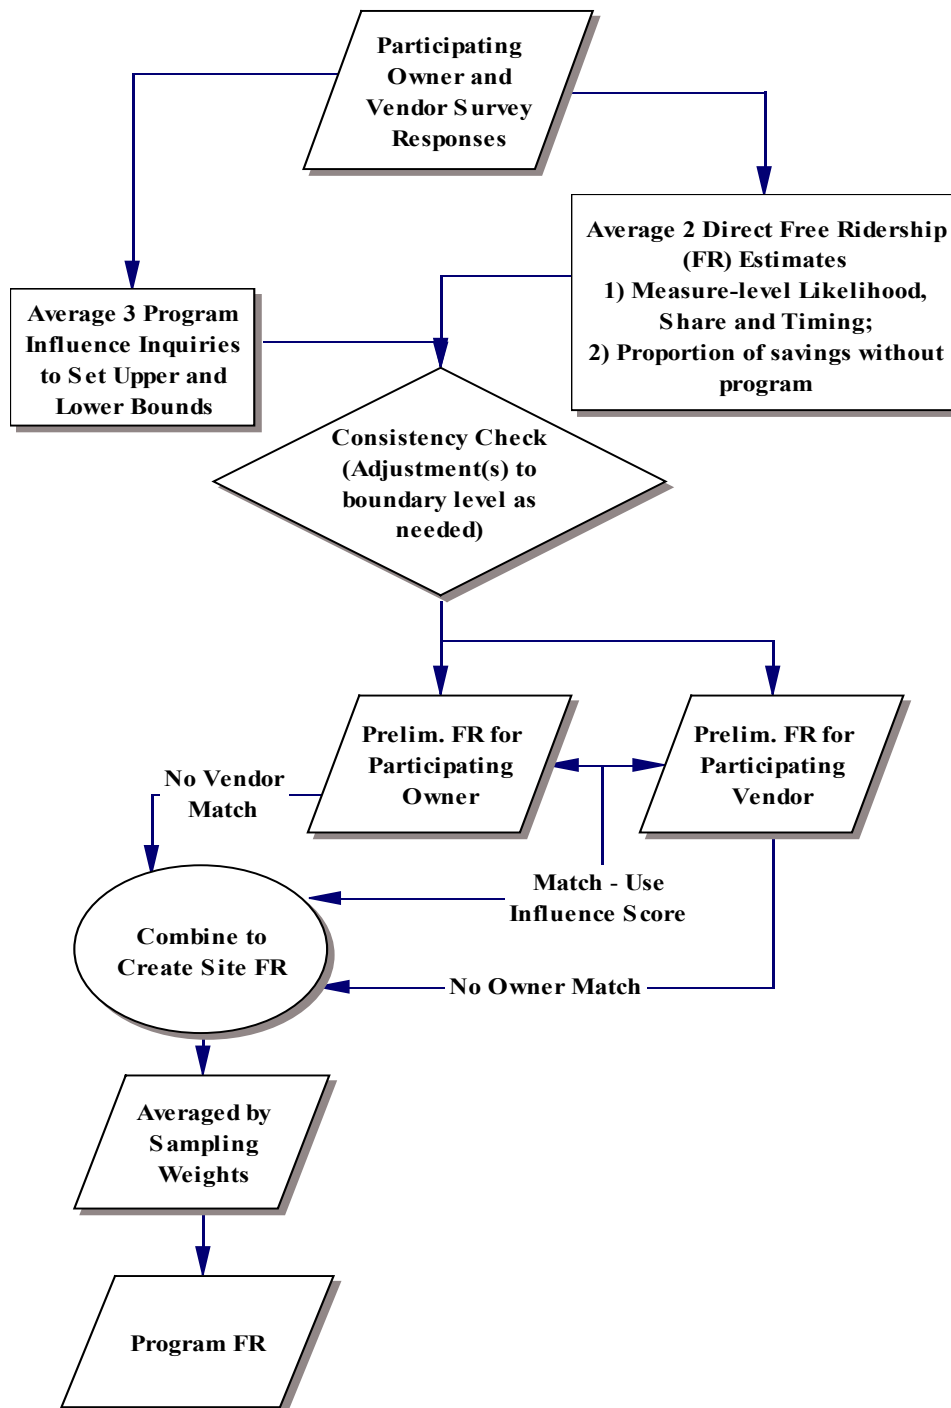 Participating
Owner and
Vendor Survey
Responses
Average 2 Direct Free Ridership
(FR) Estimates
1) Measure-level Likelihood,
Share and Timing;
2) Proportion of savings without
program
Average 3 Program
Influence Inquiries
to Set Upper and
Lower Bounds
Consistency Check
(Adjustment(s) to
boundary level as
needed)
Prelim. FR for
Participating
Owner
Prelim. FR for
Participating
Vendor
No Vendor
Match
Match - Use
Influence Score
Combine to
Create Site FR
No Owner Match
Averaged by
Sampling
Weights
Program FR